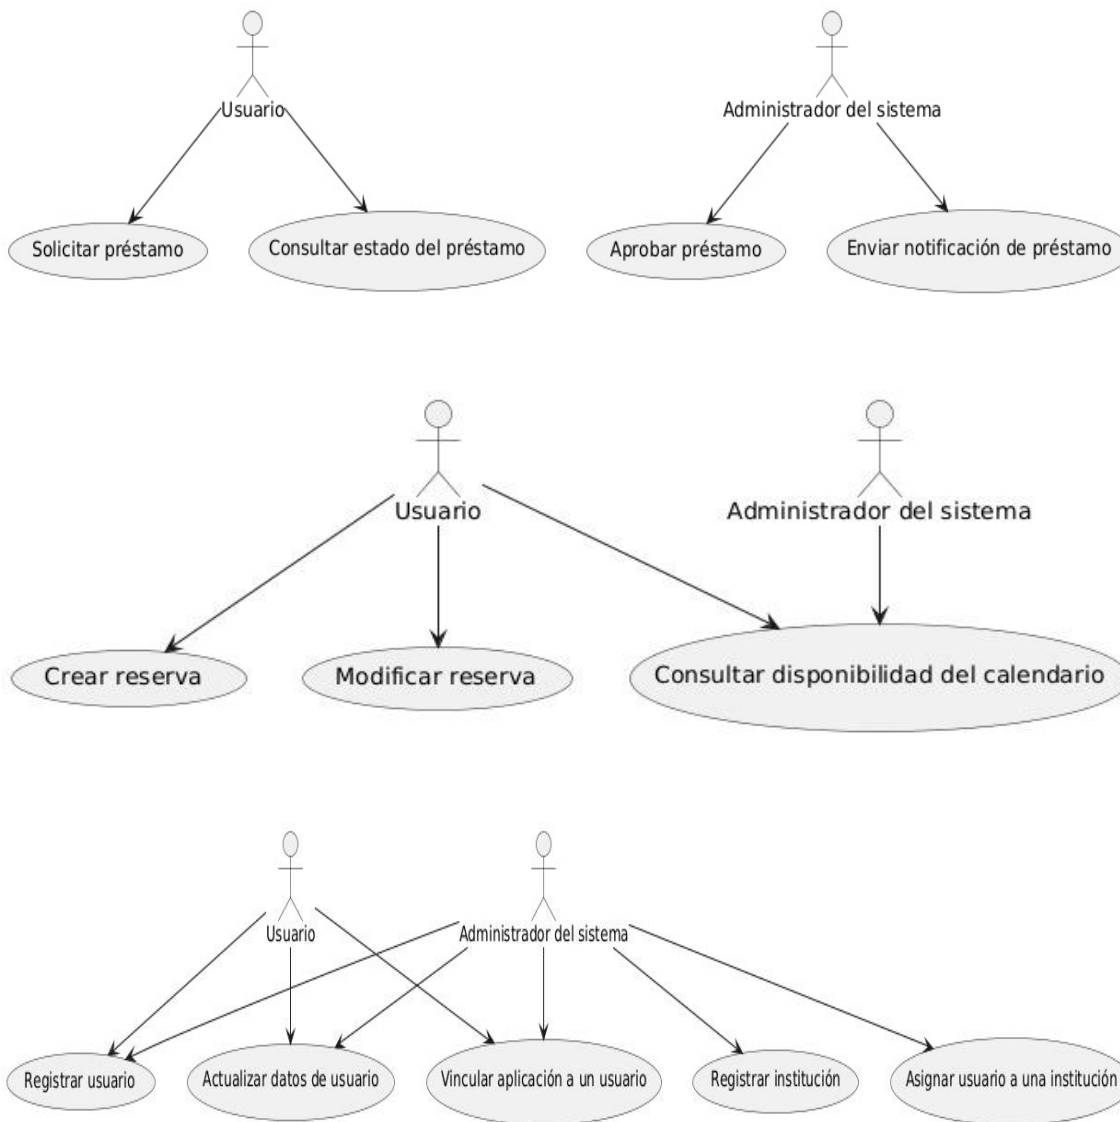 Usuario
Administrador del sistema
Solicitar préstamo
Consultar estado del préstamo
Aprobar préstamo
Enviar notificación de préstamo
Usuario
Administrador del sistema
Crear reserva
Modificar reserva
Consultar disponibilidad del calendario
Usuario
Administrador del sistema
Registrar usuario
Actualizar datos de usuario
Vincular aplicación a un usuario
Registrar institución
Asignar usuario a una institución